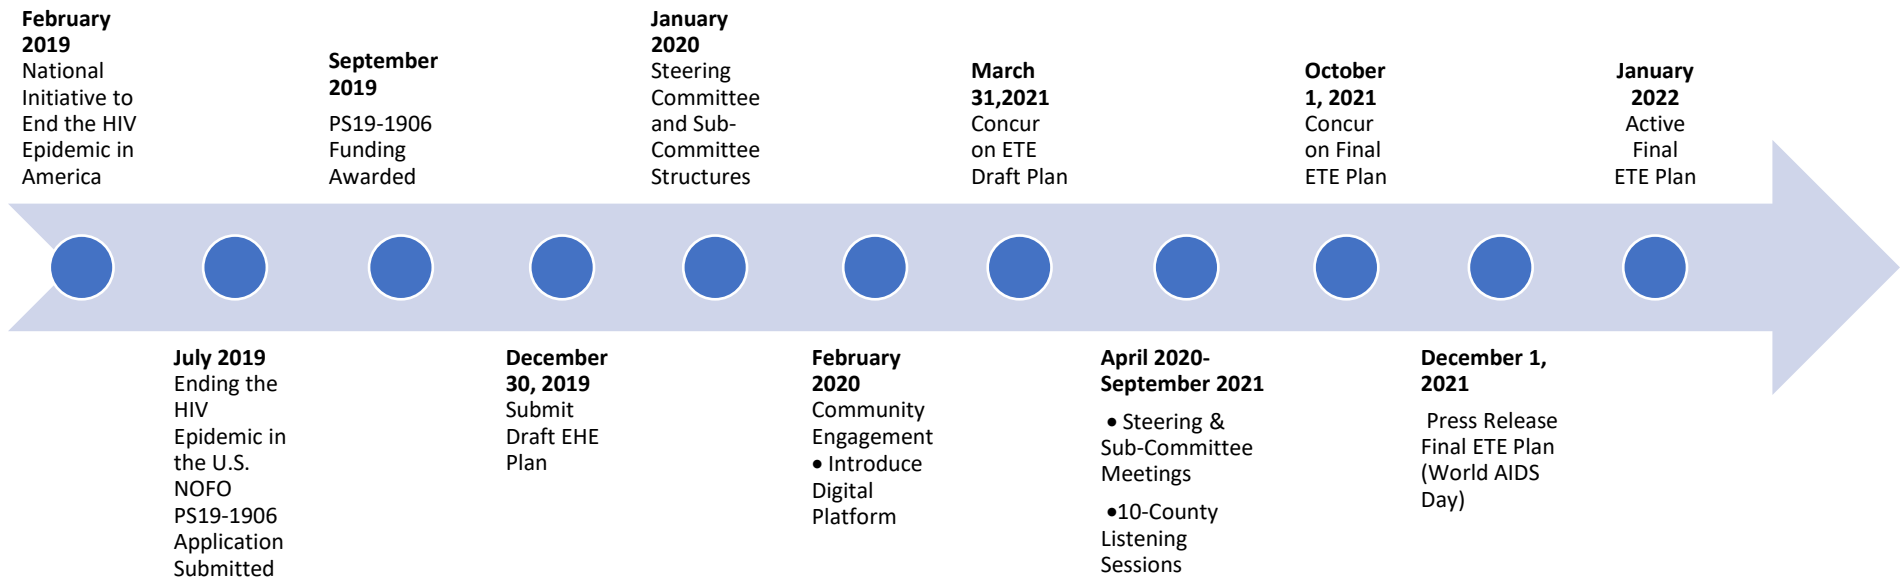 February
2019
National
Initiative to
End the HIV
Epidemic in
America
July 2019
Ending the
HIV
Epidemic in
the U.S.
NOFO
PS19-1906
Application
Submitted
September
2019
PS19-1906
Funding
Awarded
December
30, 2019
Submit
Draft EHE
Plan
January
2020
Steering
Committee
and Sub-
Committee
Structures
February
2020
Community
Engagement
• Introduce
Digital
Platform
March
31,2021
Concur
on ETE
Draft Plan
April 2020-
September 2021
• Steering &
Sub-Committee
Meetings
•10-County
Listening
Sessions
October
1, 2021
Concur
on Final
ETE Plan
December 1,
2021
Press Release
Final ETE Plan
(World AIDS
Day)
January
2022
Active
Final
ETE Plan